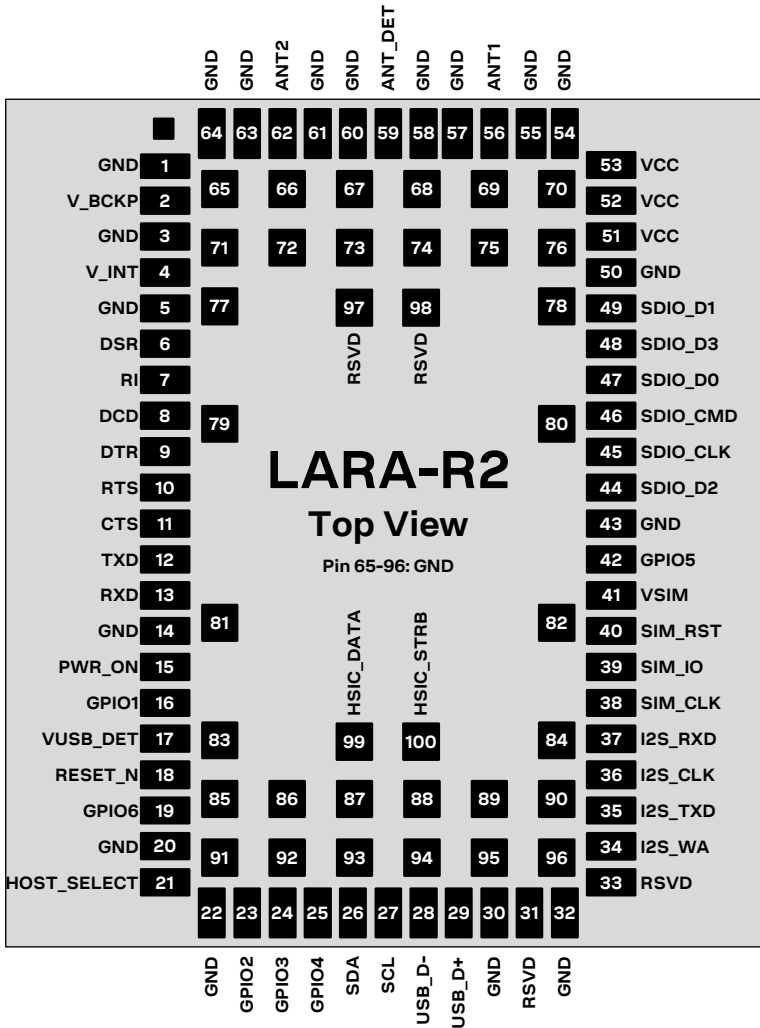 GND GND ANT2 GND GND ANT_DET GND GND ANT1 GND GND
64 63 62 61 60 59 58 57 56 55 54
GND 1 53 VCC
65 66 67 68 69 70
V_BCKP 2 52 VCC
GND 3 51 VCC
71 72 73 74 75 76
V_INT 4 50 GND
GND 5 77 97 98 78 49 SDIO_D1
RSVD RSVD
DSR 6 48 SDIO_D3
RI 7 47 SDIO_D0
DCD 8 79 80 46 SDIO_CMD
DTR 9 45 SDIO_CLK
LARA-R2
RTS 10 44 SDIO_D2
CTS 11 43 GND
Top View
TXD 12 42 GPIO5
Pin 65-96: GND
RXD 13 41 VSIM
GND 14 81 82 40 SIM_RST
HSIC_DATA HSIC_STRB
PWR_ON 15 39 SIM_IO
GPIO1 16 38 SIM_CLK
VUSB_DET 17 83 99 100 84 37 I2S_RXD
RESET_N 18 36 I2S_CLK
85 86 87 88 89 90
GPIO6 19 35 I2S_TXD
GND 20 34 I2S_WA
91 92 93 94 95 96
HOST_SELECT 21 33 RSVD
22 23 24 25 26 27 28 29 30 31 32
GND GPIO2 GPIO3 GPIO4 SDA SCL USB_D- USB_D+ GND RSVD GND